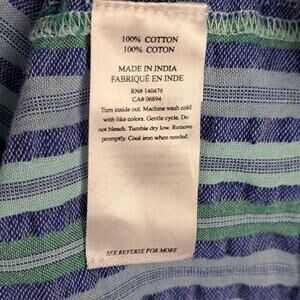 100% COTTON
100% COTON
MADE IN INDIA
FABRIQUÉ EN INDE
RN# 140476
CA# 06894
Turn inside out. Machine wash cold
with like colors. Gentle cycle. Do
not bleach. Tumble dry low. Remove
promptly. Cool iron when needed.
SEE REVERSE FOR MORE